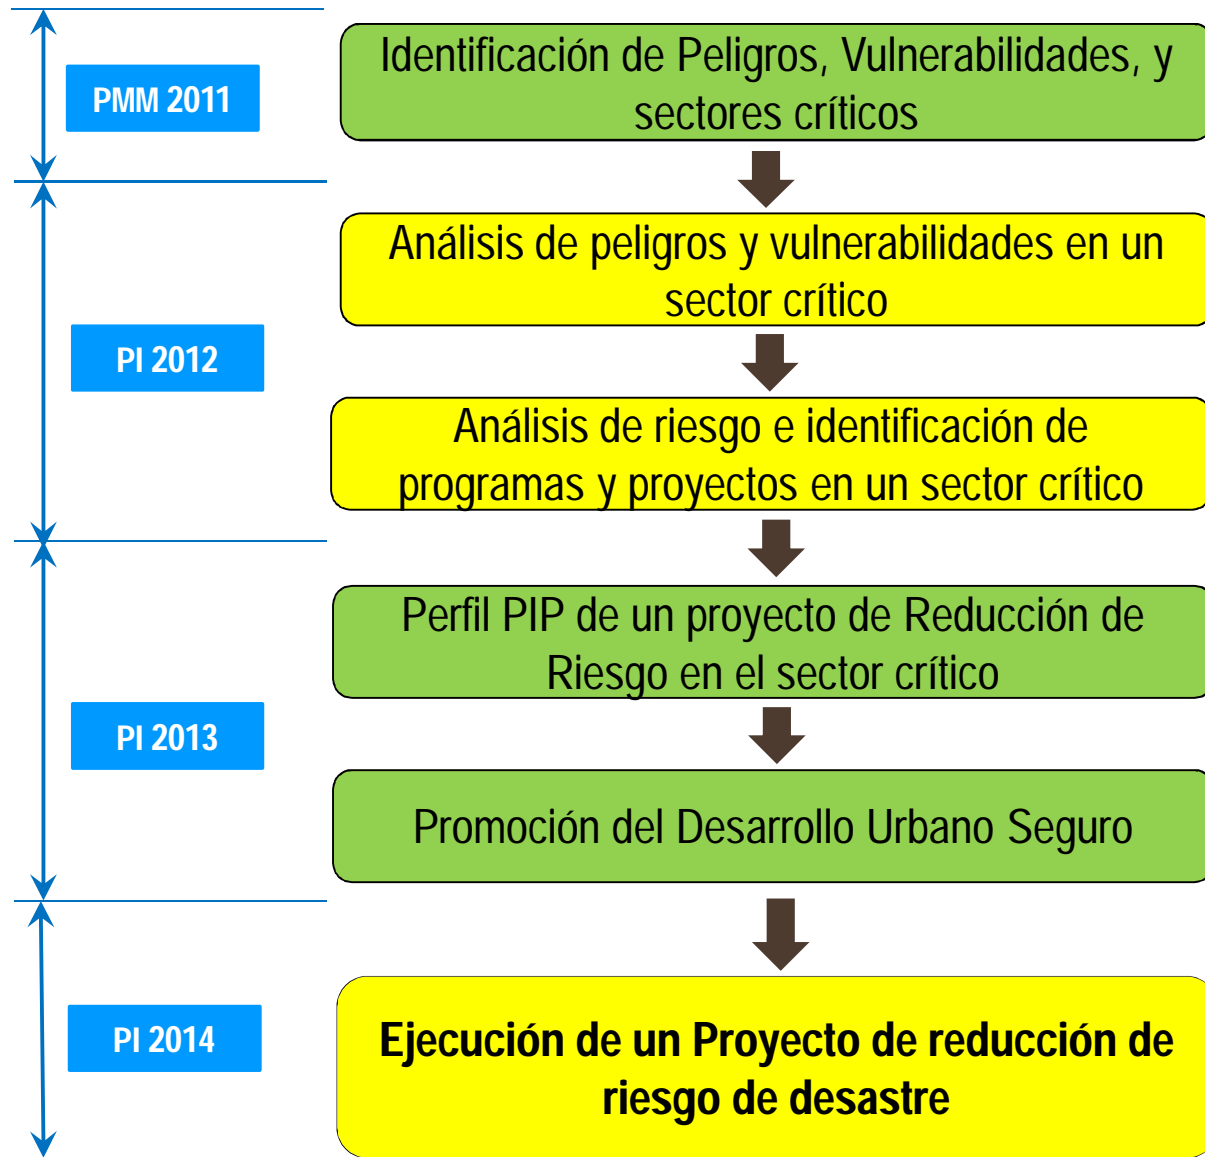 PMM 2011
Identificación de Peligros, Vulnerabilidades, y
sectores críticos
PI 2012
Análisis de peligros y vulnerabilidades en un
sector crítico
Análisis de riesgo e identificación de
programas y proyectos en un sector crítico
PI 2013
Perfil PIP de un proyecto de Reducción de
Riesgo en el sector crítico
Promoción del Desarrollo Urbano Seguro
PI 2014
Ejecución de un Proyecto de reducción de
riesgo de desastre